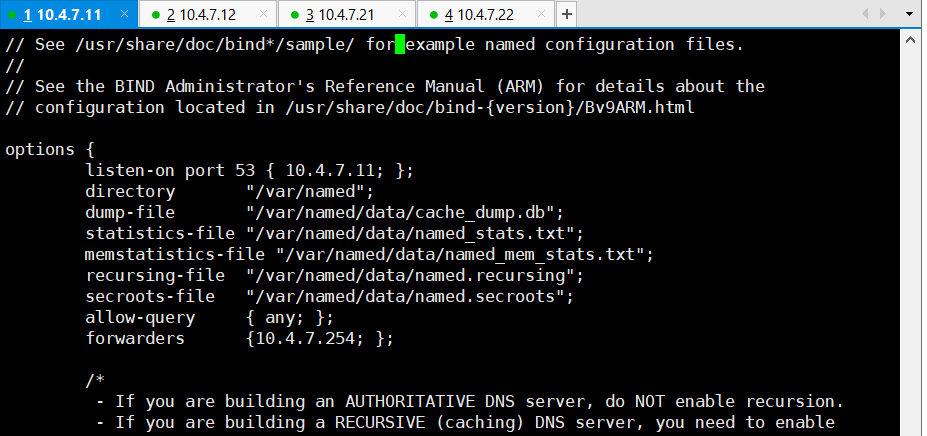 1 10.4.7.11 × 2 10.4.7.12 × 3 10.4.7.21 × 4 10.4.7.22 × +
// See /usr/share/doc/bind*/sample/ for example named configuration files.
//
// See the BIND Administrator's Reference Manual (ARM) for details about the
// configuration located in /usr/share/doc/bind-{version}/Bv9ARM.html
options {
listen-on port 53 { 10.4.7.11; };
directory "/var/named";
dump-file "/var/named/data/cache_dump.db";
statistics-file "/var/named/data/named_stats.txt";
memstatistics-file "/var/named/data/named_mem_stats.txt";
recursing-file "/var/named/data/named.recursing";
secroots-file "/var/named/data/named.secroots";
allow-query { any; };
forwarders {10.4.7.254; };
/*
- If you are building an AUTHORITATIVE DNS server, do NOT enable recursion.
- If you are building a RECURSIVE (caching) DNS server, you need to enable